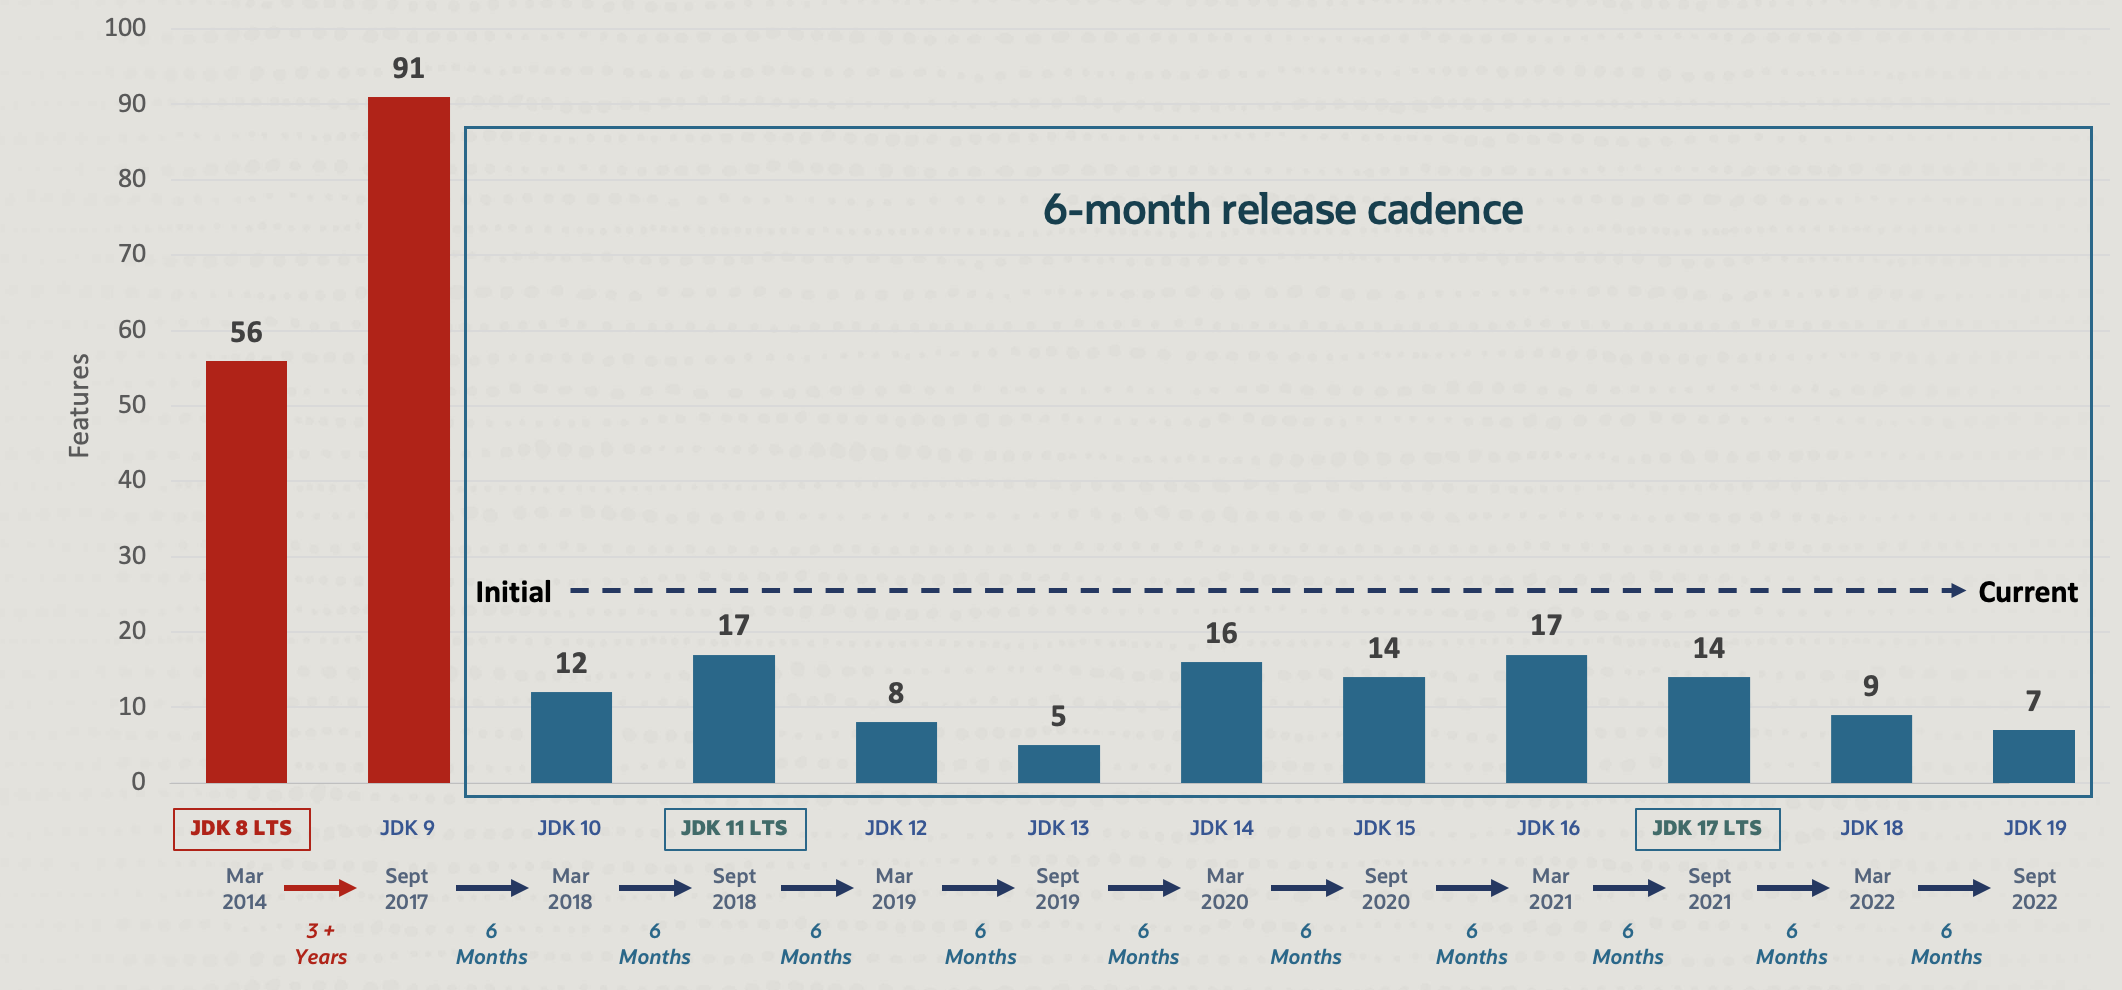 100
90
80
70
60
50
40
30
20
10
0
Features
56
91
6-month release cadence
Initial
Current
12
17
8
5
16
14
17
14
9
7
JDK 8 LTS
JDK 9
JDK 10
JDK 11 LTS
JDK 12
JDK 13
JDK 14
JDK 15
JDK 16
JDK 17 LTS
JDK 18
JDK 19
Mar
2014
Sept
2017
Mar
2018
Sept
2018
Mar
2019
Sept
2019
Mar
2020
Sept
2020
Mar
2021
Sept
2021
Mar
2022
Sept
2022
3 +
Years
6
Months
6
Months
6
Months
6
Months
6
Months
6
Months
6
Months
6
Months
6
Months
6
Months